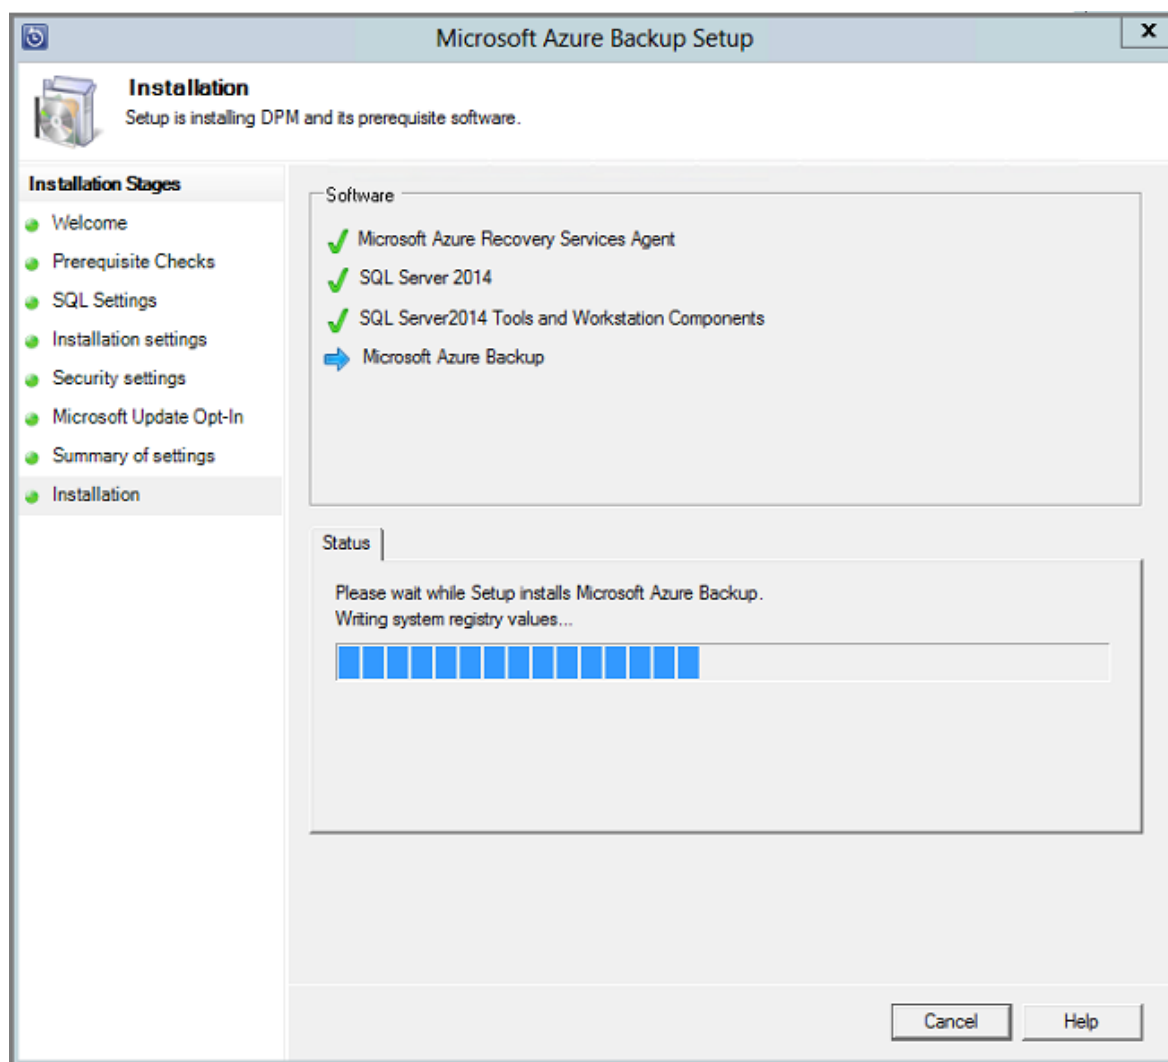 Microsoft Azure Backup Setup
X
Installation
Setup is installing DPM and its prerequisite software.
Installation Stages
Welcome
Prerequisite Checks
SQL Settings
Installation settings
Security settings
Microsoft Update Opt-In
Summary of settings
Installation
Software
Microsoft Azure Recovery Services Agent
SQL Server 2014
SQL Server2014 Tools and Workstation Components
Microsoft Azure Backup
Status
Please wait while Setup installs Microsoft Azure Backup.
Writing system registry values...
Cancel
Help